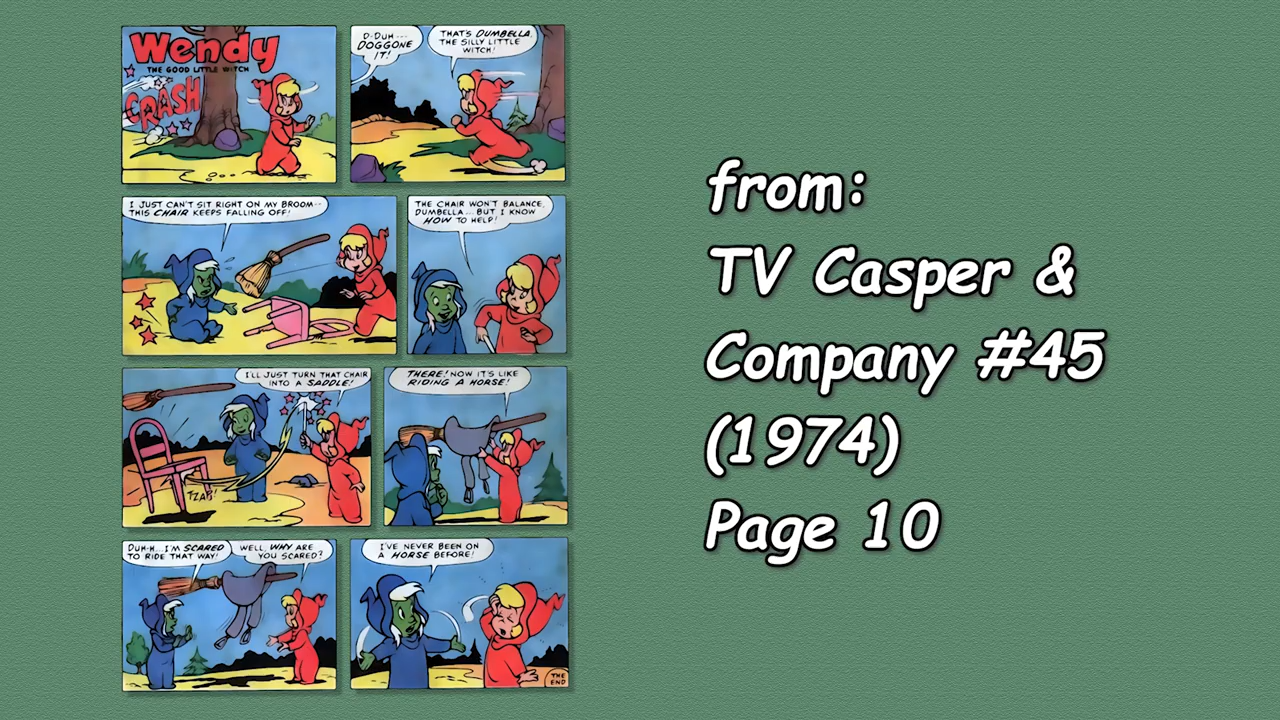 Wendy
THE GOOD LITTLE WITCH
CRASH
D-DUH---
DOGGONE
IT!
THAT'S DUMBELLA,
THE SILLY LITTLE
WITCH!
I JUST CAN'T SIT RIGHT ON MY BROOM--
THIS CHAIR KEEPS FALLING OFF!
THE CHAIR WON'T BALANCE,
DUMBELLA... BUT I KNOW
HOW TO HELP!
I'LL JUST TURN THAT CHAIR
INTO A SADDLE!
TZAP!
THERE! NOW IT'S LIKE
RIDING A HORSE!
DUH-H... I'M SCARED
TO RIDE THAT WAY!
WELL, WHY ARE
YOU SCARED?
I'VE NEVER BEEN ON
A HORSE BEFORE!
THE
END
from:
TV Casper &
Company #45
(1974)
Page 10